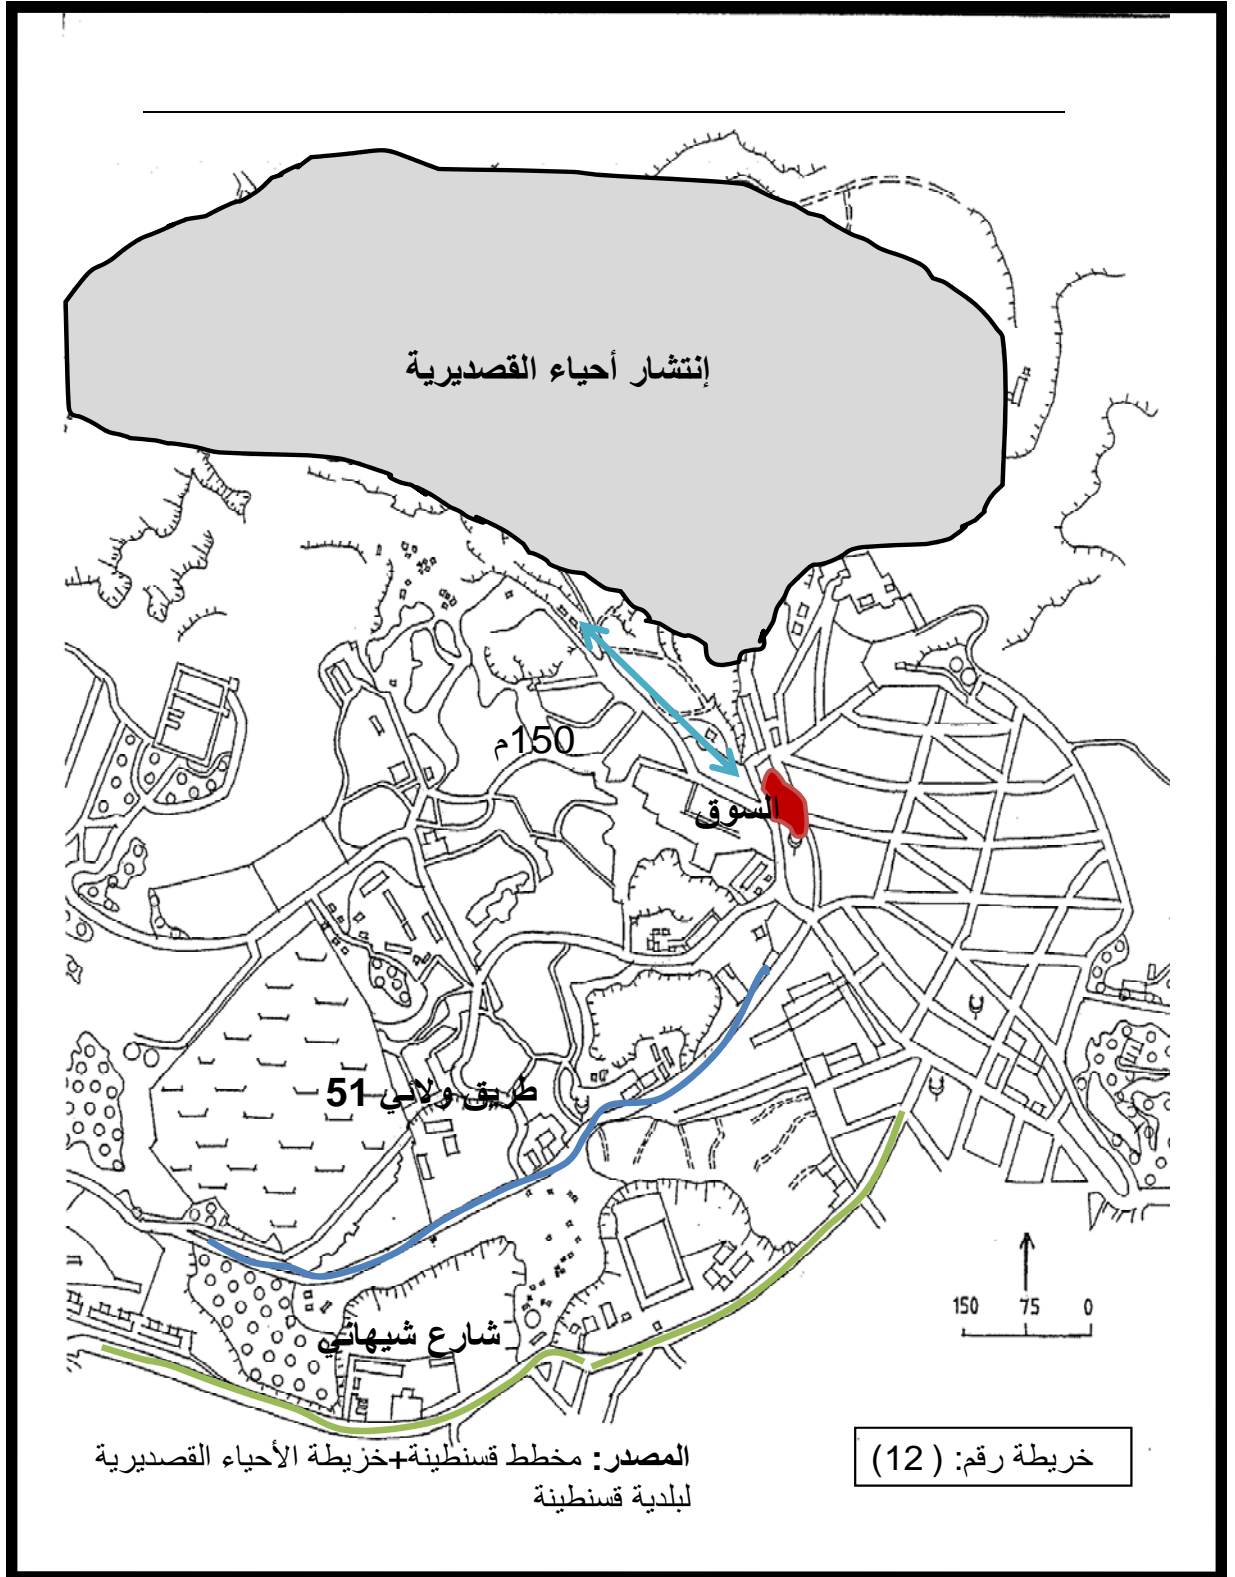 إنتشار أحياء القصديرية
150م
السوق
طريق ولائي 51
150 75 0
شارع شيهاني
المصدر: مخطط قسنطينة+خريطة الأحياء القصديرية
لبلدية قسنطينة
خريطة رقم: ( 12)